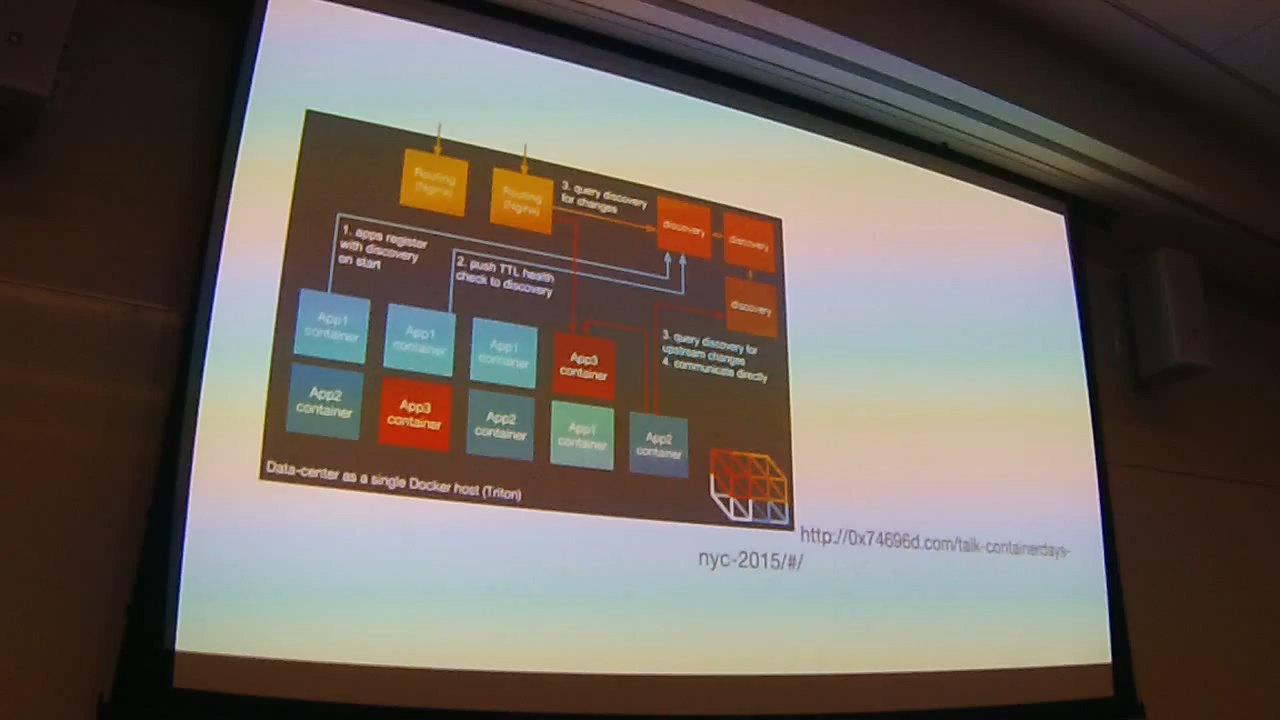 Routing
(Nginx)
Routing
(Nginx)
3. query discovery
for changes
discovery
discovery
discovery
1. apps register
with discovery
on start
2. push TTL health
check to discovery
App1
container
App1
container
App1
container
App3
container
3. query discovery for
upstream changes
4. communicate directly
App2
container
App3
container
App2
container
App1
container
App2
container
Data-center as a single Docker host (Triton)
http://0x74696d.com/talk-containerdays-
nyc-2015/#/